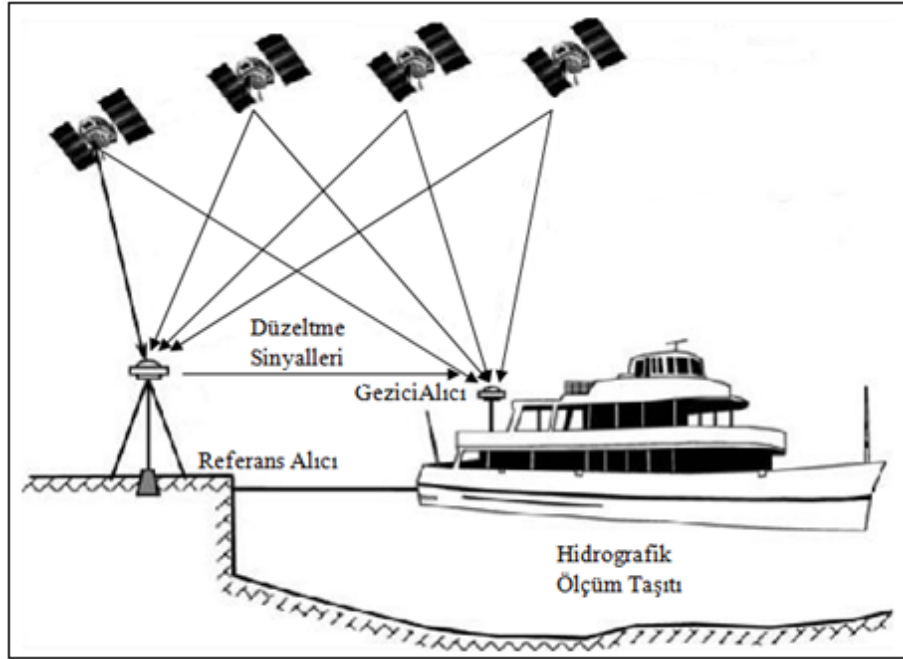 Düzeltme
Sinyalleri
GeziciAlıcı
Referans Alıcı
Hidrografik
Ölçüm Taşıtı